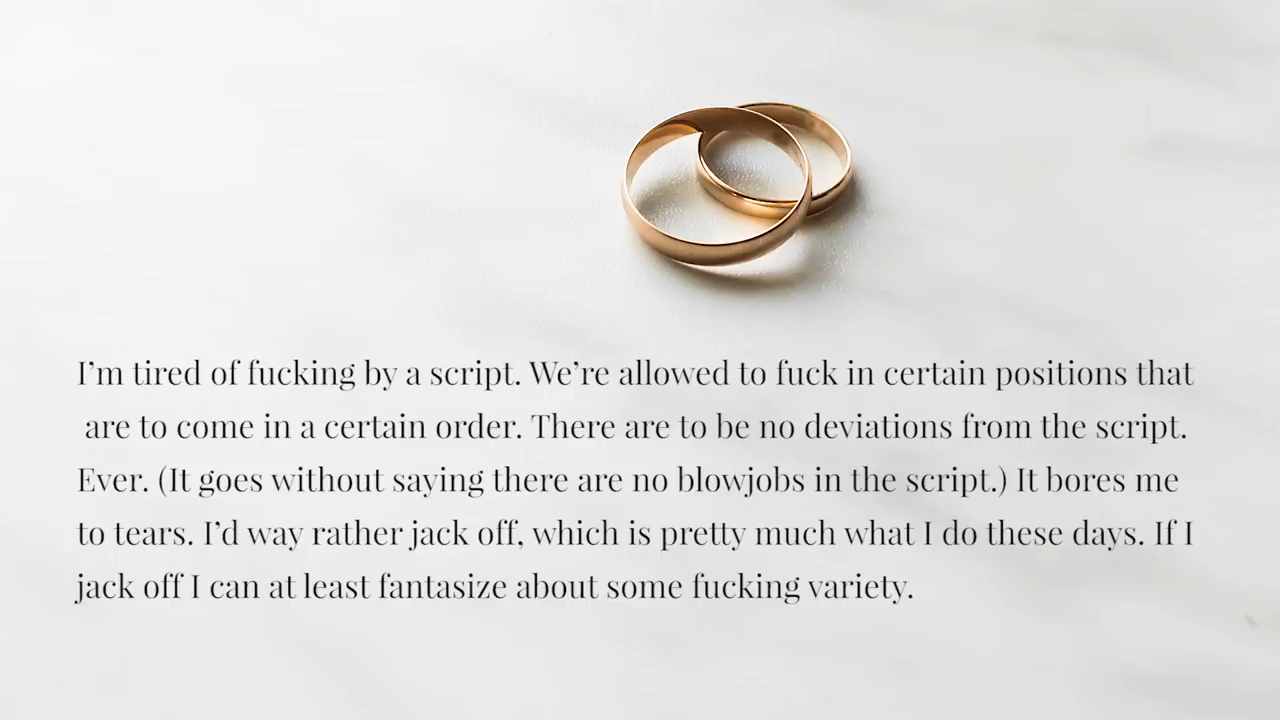 I’m tired of fucking by a script. We’re allowed to fuck in certain positions that
are to come in a certain order. There are to be no deviations from the script.
Ever. (It goes without saying there are no blowjobs in the script.) It bores me
to tears. I’d way rather jack off, which is pretty much what I do these days. If I
jack off I can at least fantasize about some fucking variety.